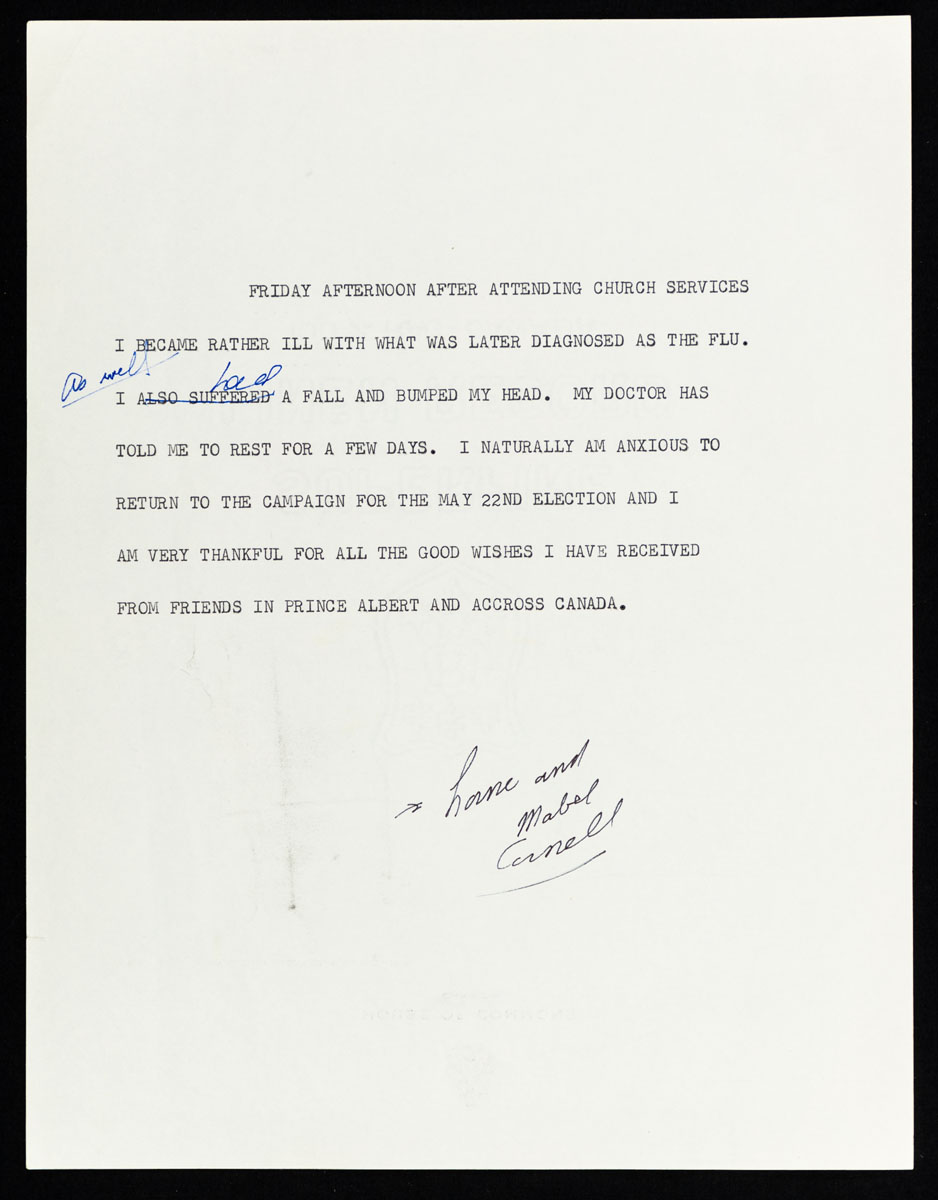 FRIDAY AFTERNOON AFTER ATTENDING CHURCH SERVICES
I BECAME RATHER ILL WITH WHAT WAS LATER DIAGNOSED AS THE FLU.
As well had
I ALSO SUFFERED A FALL AND BUMPED MY HEAD. MY DOCTOR HAS
TOLD ME TO REST FOR A FEW DAYS. I NATURALLY AM ANXIOUS TO
RETURN TO THE CAMPAIGN FOR THE MAY 22ND ELECTION AND I
AM VERY THANKFUL FOR ALL THE GOOD WISHES I HAVE RECEIVED
FROM FRIENDS IN PRINCE ALBERT AND ACCROSS CANADA.
and
Mabel